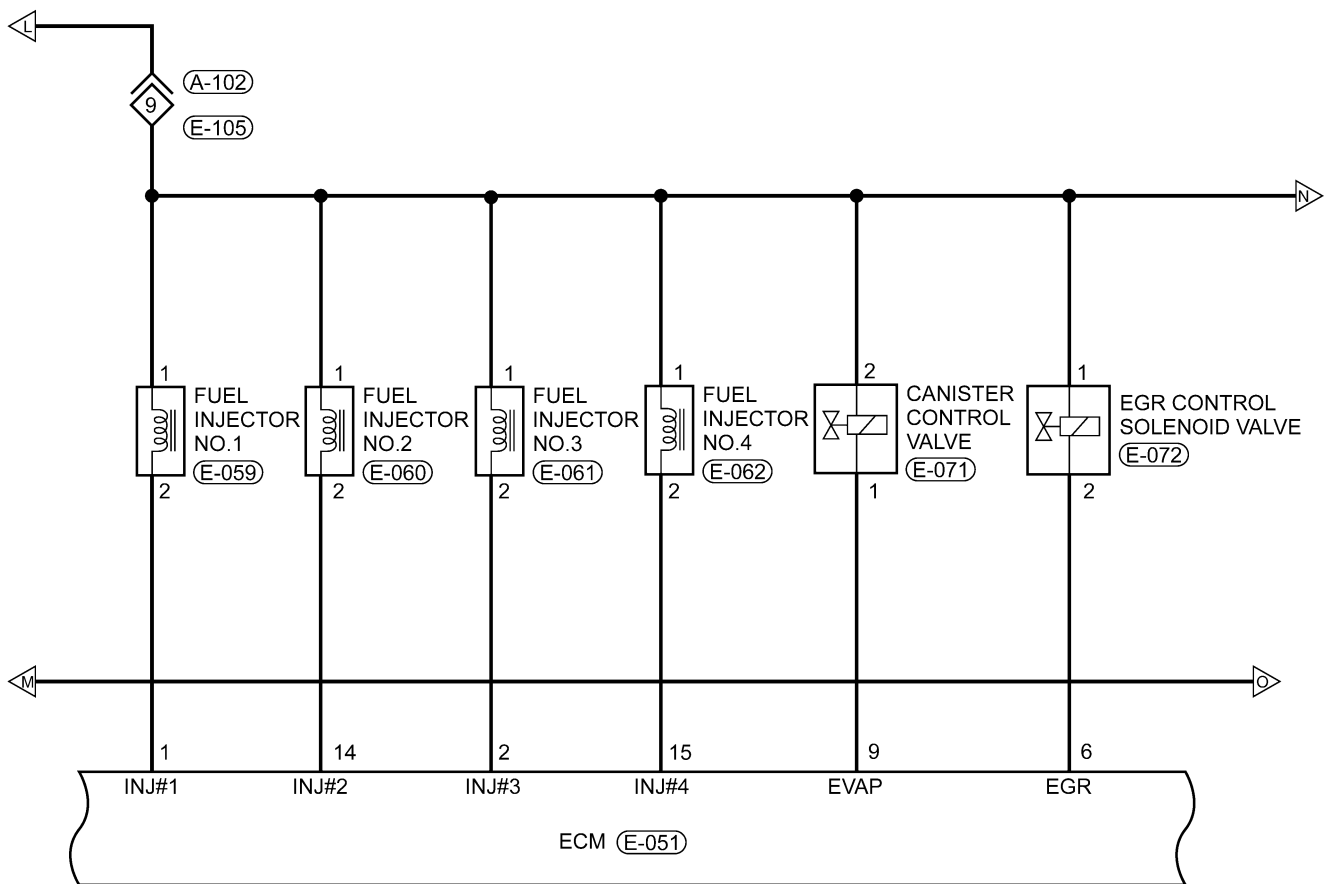 L
A-102
9
E-105
N
1
FUEL
INJECTOR
NO.1
E-059
2
1
FUEL
INJECTOR
NO.2
E-060
2
1
FUEL
INJECTOR
NO.3
E-061
2
1
FUEL
INJECTOR
NO.4
E-062
2
2
CANISTER
CONTROL
VALVE
E-071
1
1
EGR CONTROL
SOLENOID VALVE
E-072
2
M
O
1
14
2
15
9
6
INJ#1
INJ#2
INJ#3
INJ#4
EVAP
EGR
ECM E-051